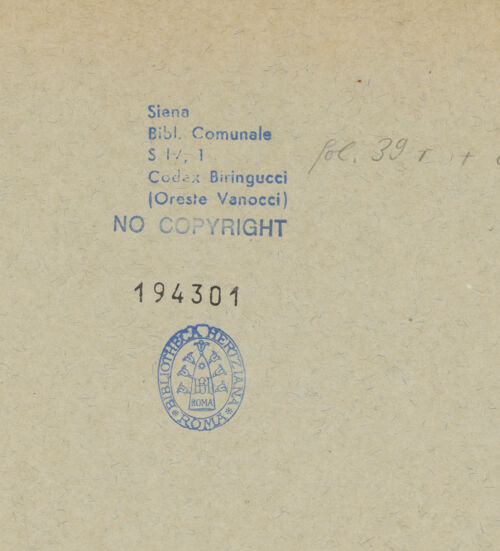 Siena
Bibl. Comunale
S IV, 1 fol. 39 r +
Codex Biringucci
(Oreste Vanocci)
NO COPYRIGHT
194301
BIBLIOTHECA HERTZIANA
ROMA
ROMA